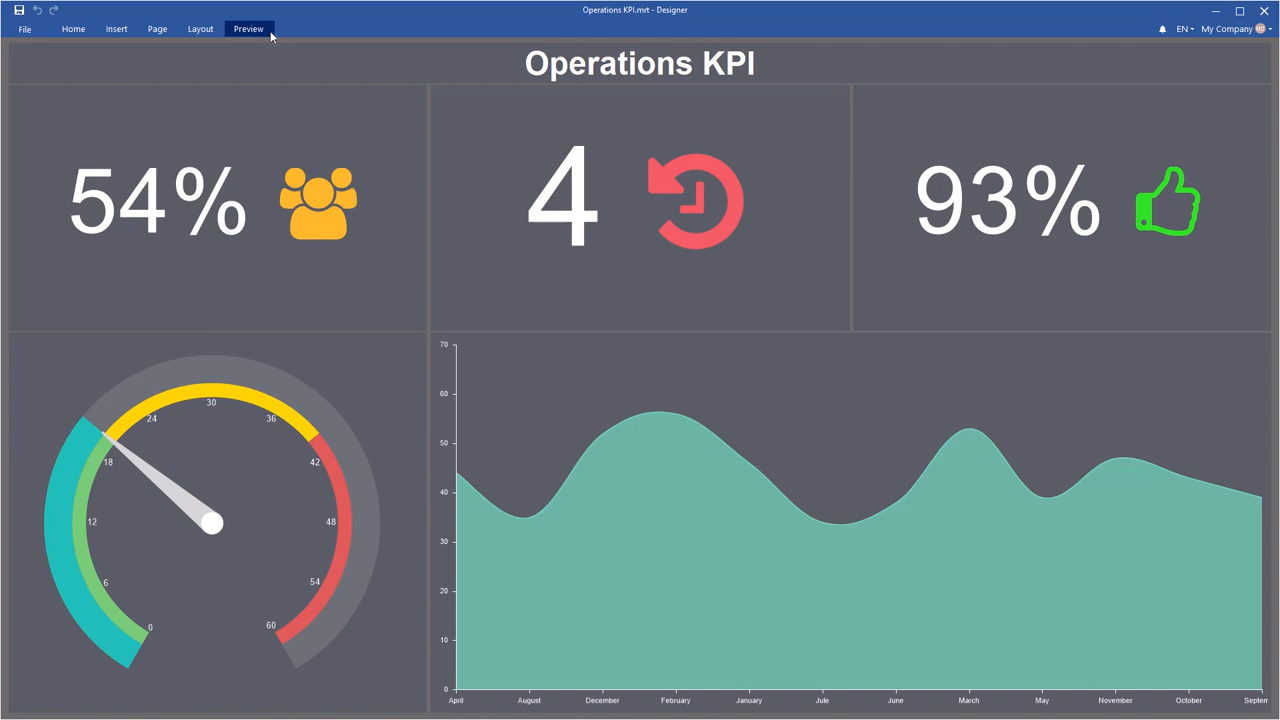 Operations KPI.mrt - Designer
File Home Insert Page Layout Preview EN My Company
Operations KPI
54% 4 93%
30
24 36
18 42
12 48
6 54
0 60
70
60
50
40
30
20
10
0
April August December February January Jule June March May November October Septem